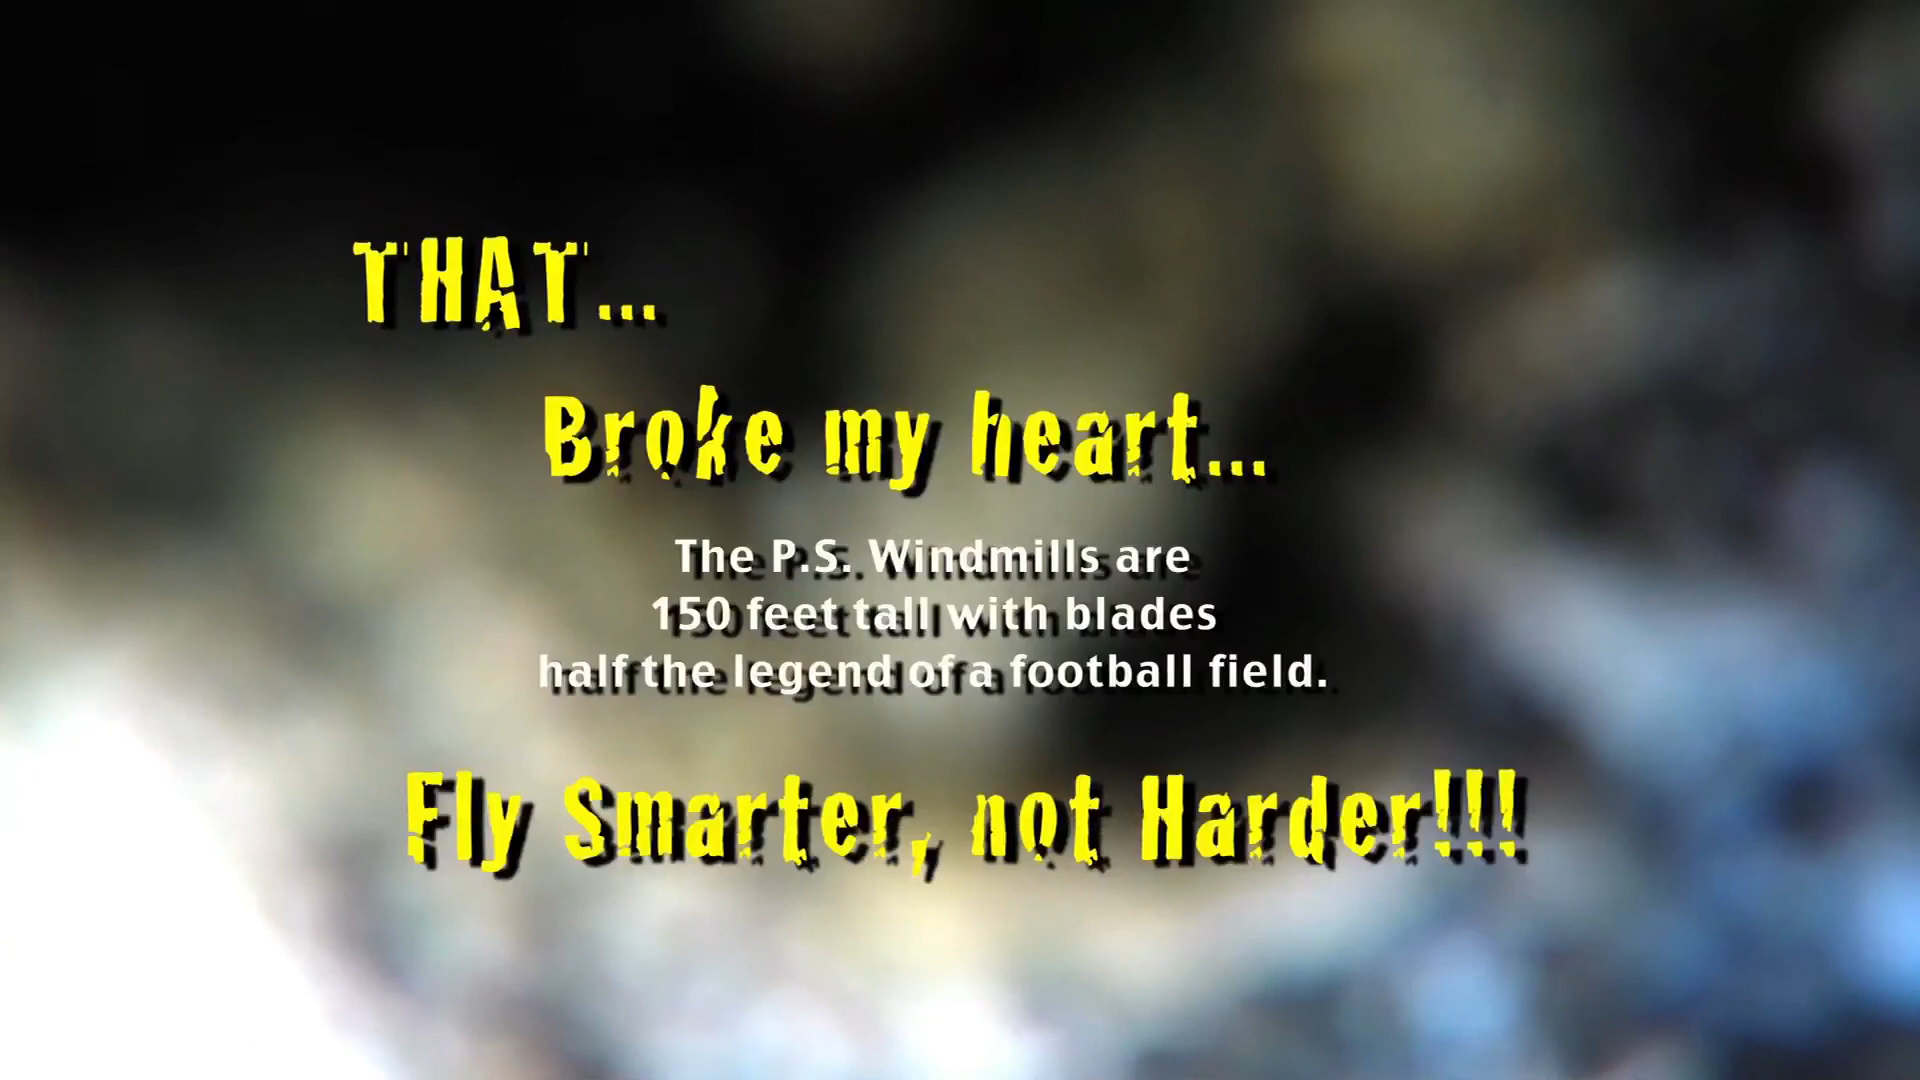 THAT...
Broke my heart...
The P.S. Windmills are
150 feet tall with blades
half the legend of a football field.
Fly Smarter, not Harder!!!